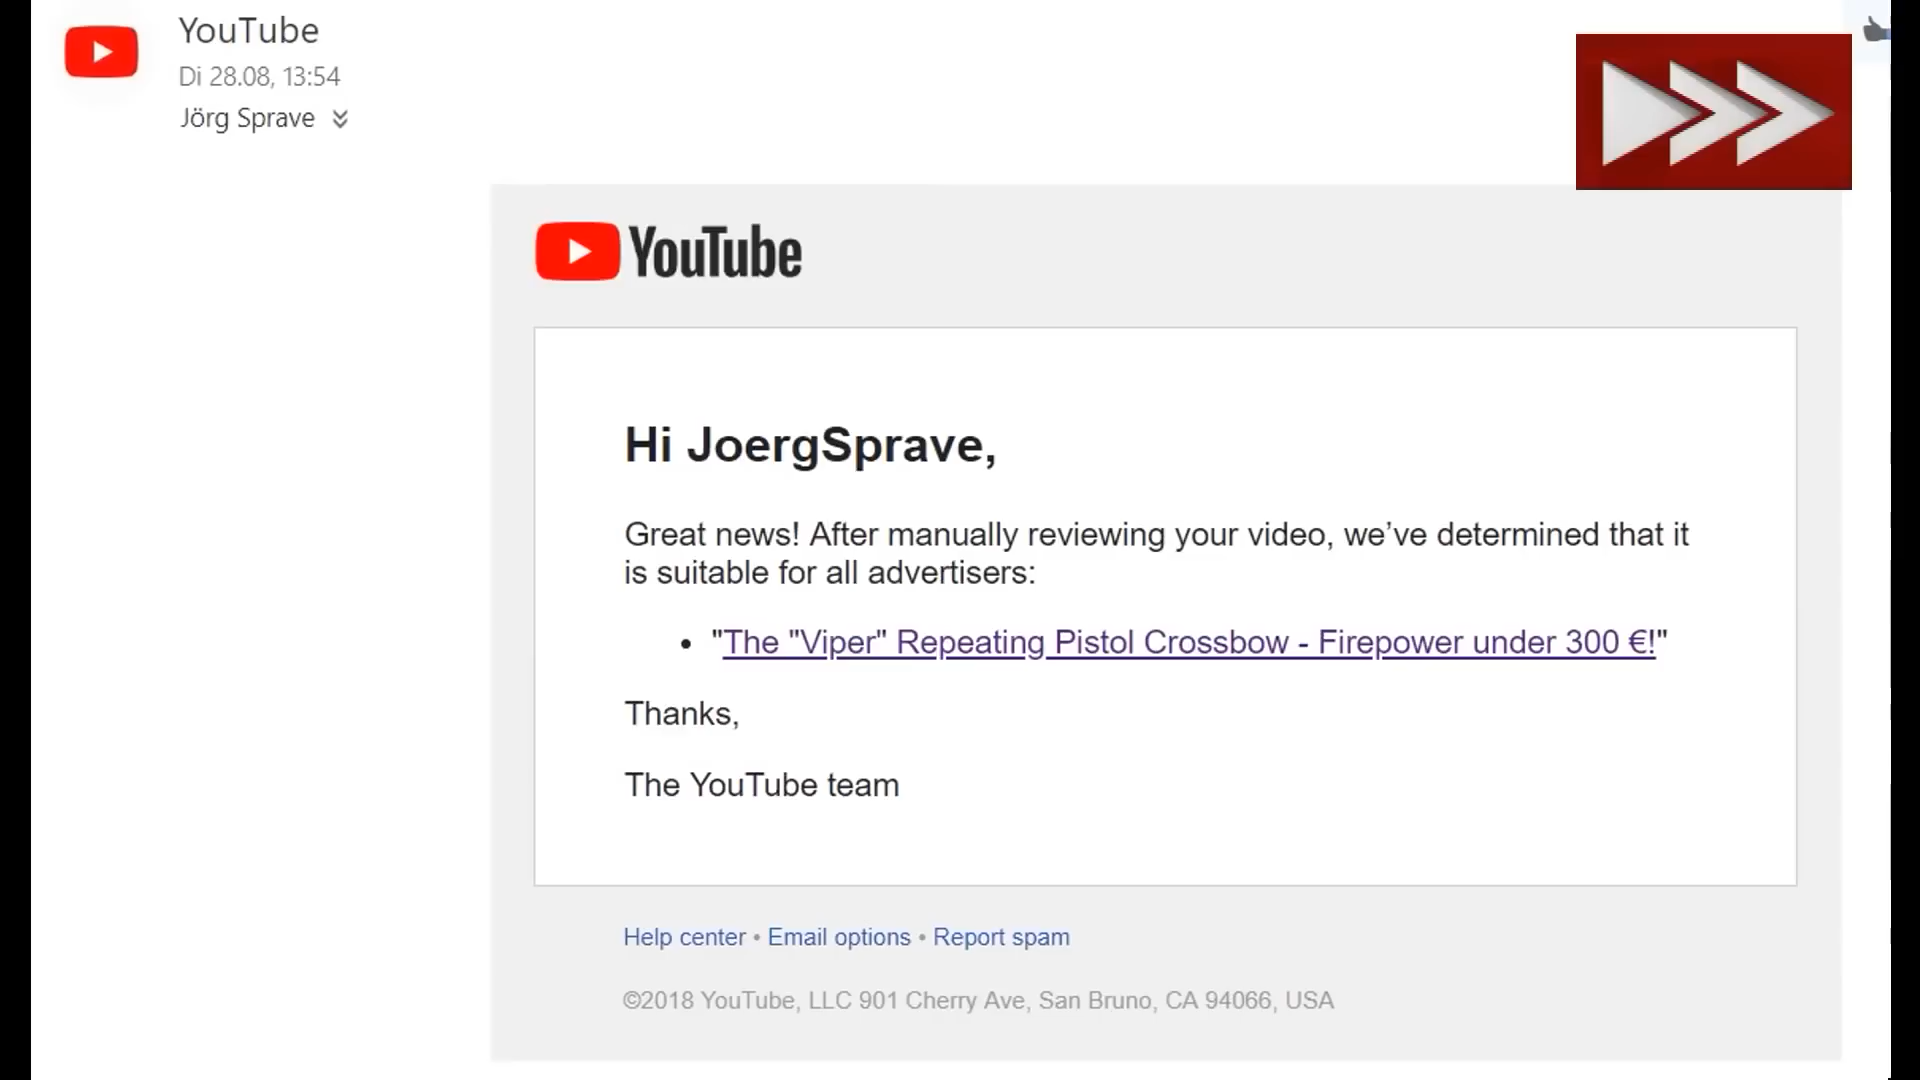 YouTube
Di 28.08, 13:54
Jörg Sprave
YouTube
Hi JoergSprave,
Great news! After manually reviewing your video, we’ve determined that it
is suitable for all advertisers:
• "The "Viper" Repeating Pistol Crossbow - Firepower under 300 €!"
Thanks,
The YouTube team
Help center • Email options • Report spam
©2018 YouTube, LLC 901 Cherry Ave, San Bruno, CA 94066, USA